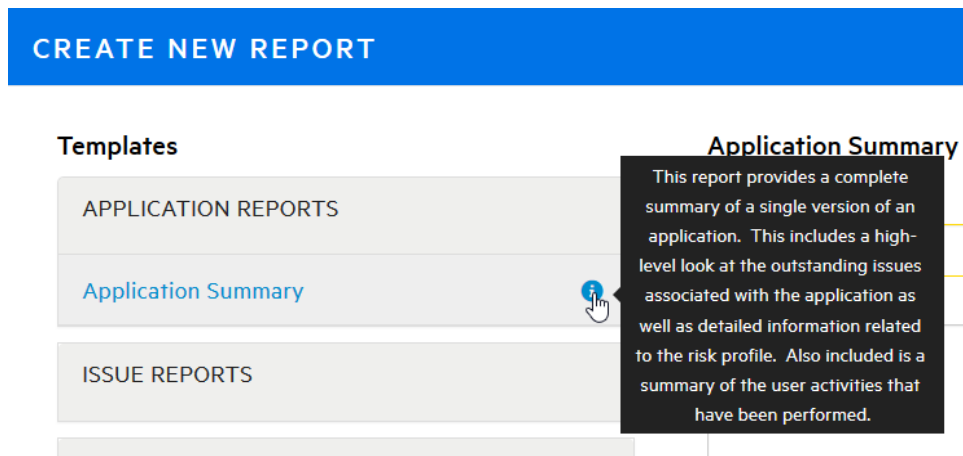 CREATE NEW REPORT
Templates
APPLICATION REPORTS
Application Summary
ISSUE REPORTS
Application Summary
This report provides a complete
summary of a single version of an
application.  This includes a high-
level look at the outstanding issues
associated with the application as
well as detailed information related
to the risk profile.  Also included is a
summary of the user activities that
have been performed.